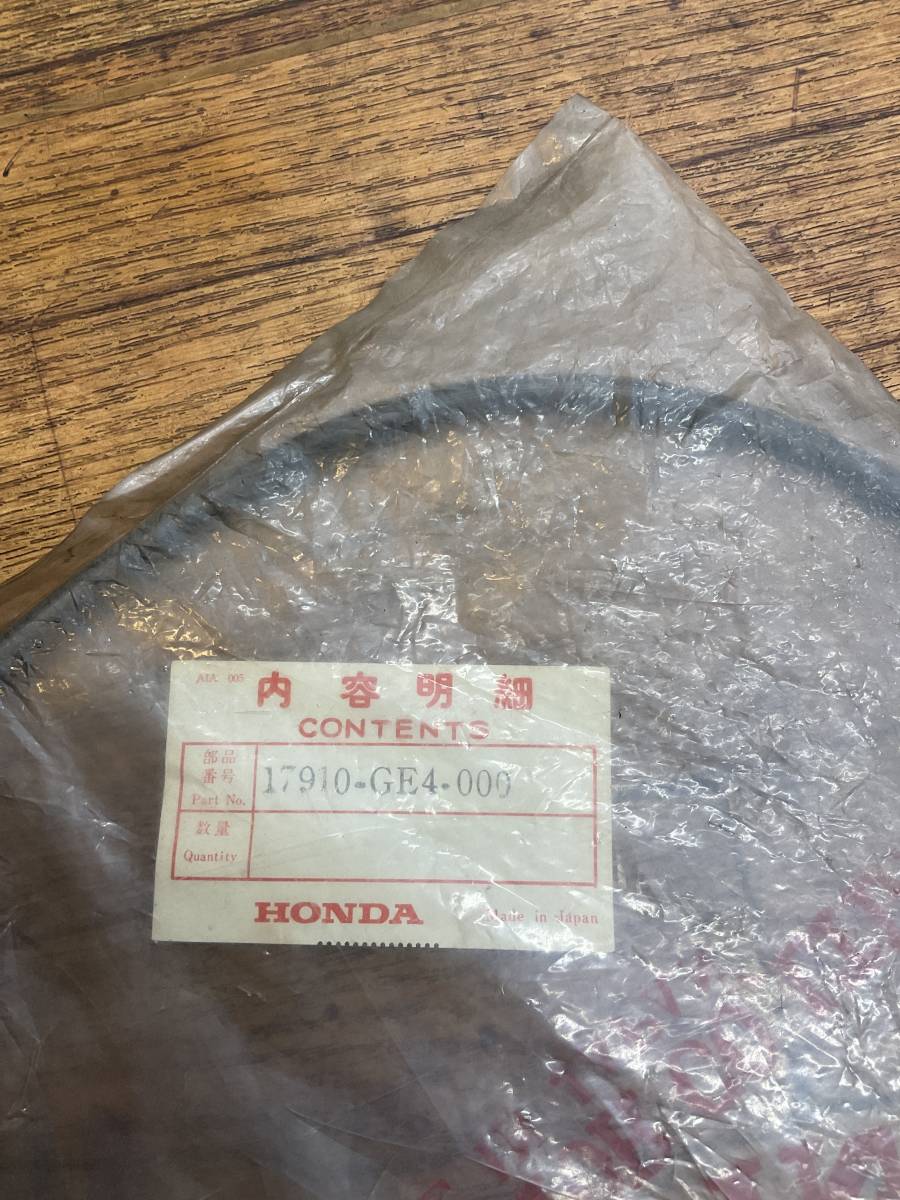 AIA 005
内容明細
CONTENTS
部品
番号
Part No.
17910-GE4-000
数量
Quantity
HONDA
Made in Japan